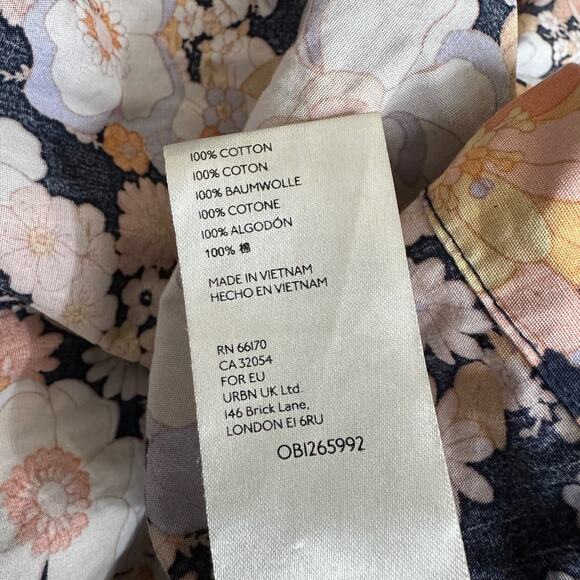 100% COTTON
100% COTON
100% BAUMWOLLE
100% COTONE
100% ALGODÓN
100% 棉
MADE IN VIETNAM
HECHO EN VIETNAM
RN 66170
CA 32054
FOR EU
URBN UK Ltd.
146 Brick Lane,
LONDON E1 6RU
OB1265992